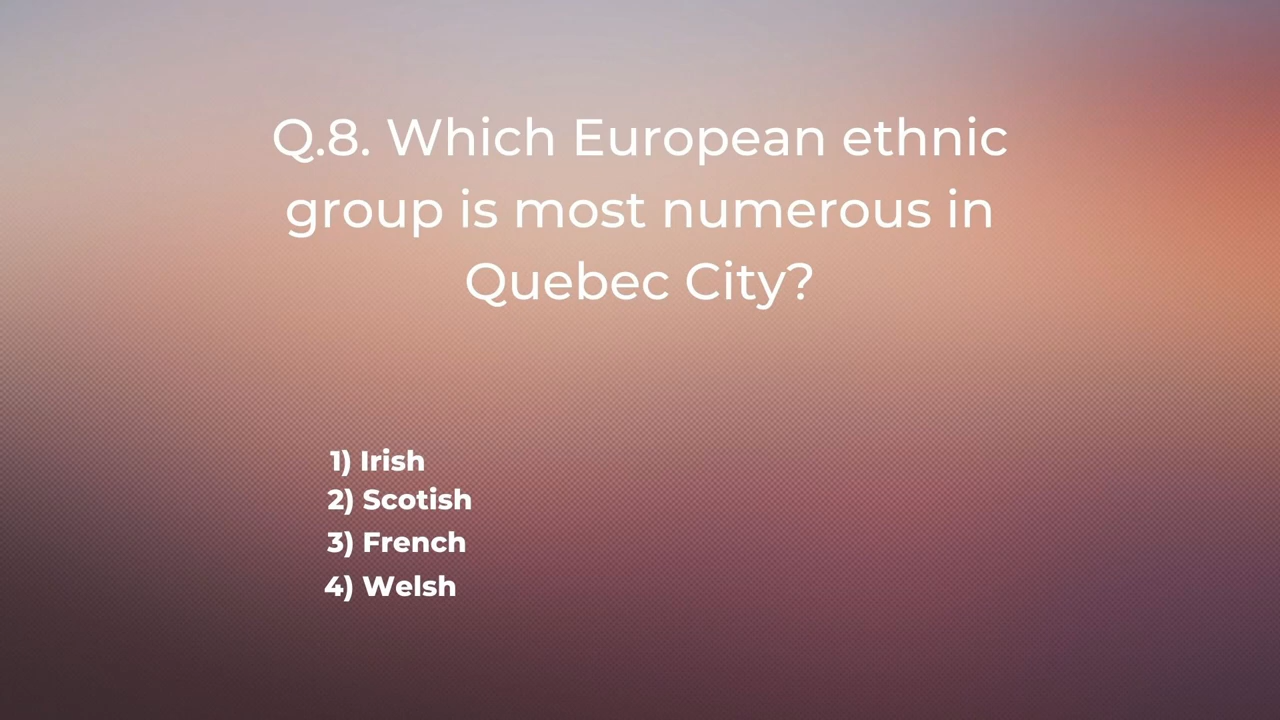 Q.8. Which European ethnic
group is most numerous in
Quebec City?
1) Irish
2) Scotish
3) French
4) Welsh